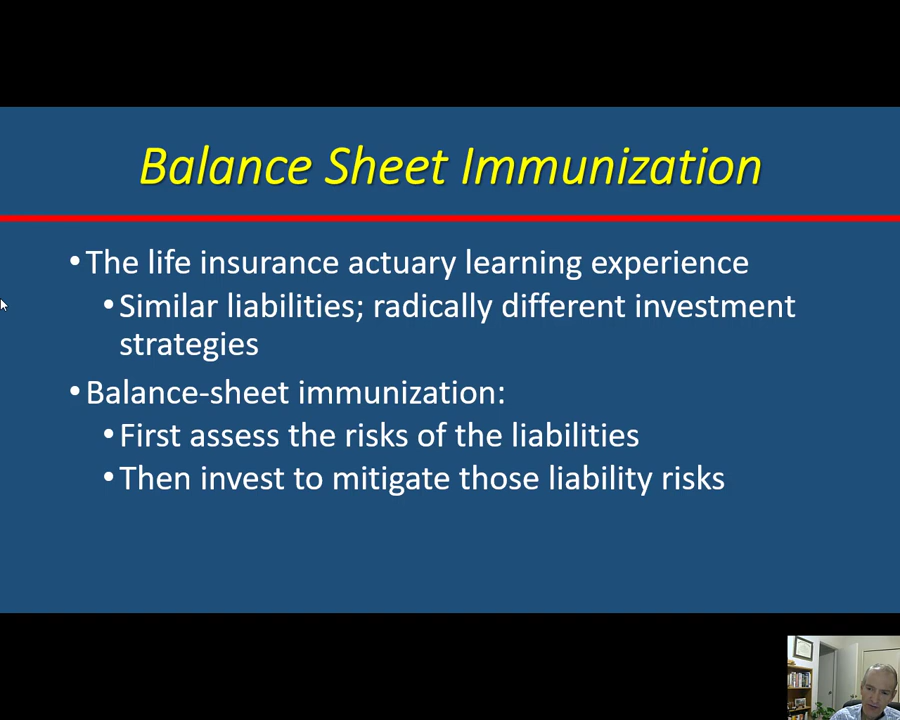 Balance Sheet Immunization
•The life insurance actuary learning experience
•Similar liabilities; radically different investment
strategies
•Balance-sheet immunization:
•First assess the risks of the liabilities
•Then invest to mitigate those liability risks